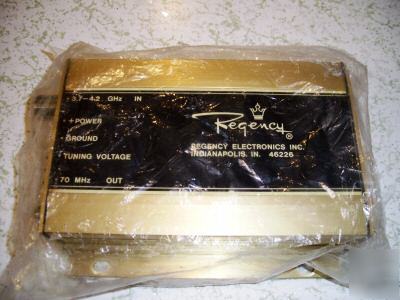 3.7-4.2 GHz IN
+POWER
GROUND
TUNING VOLTAGE
70 MHz OUT
Regency ®
REGENCY ELECTRONICS INC.
INDIANAPOLIS, IN. 46226